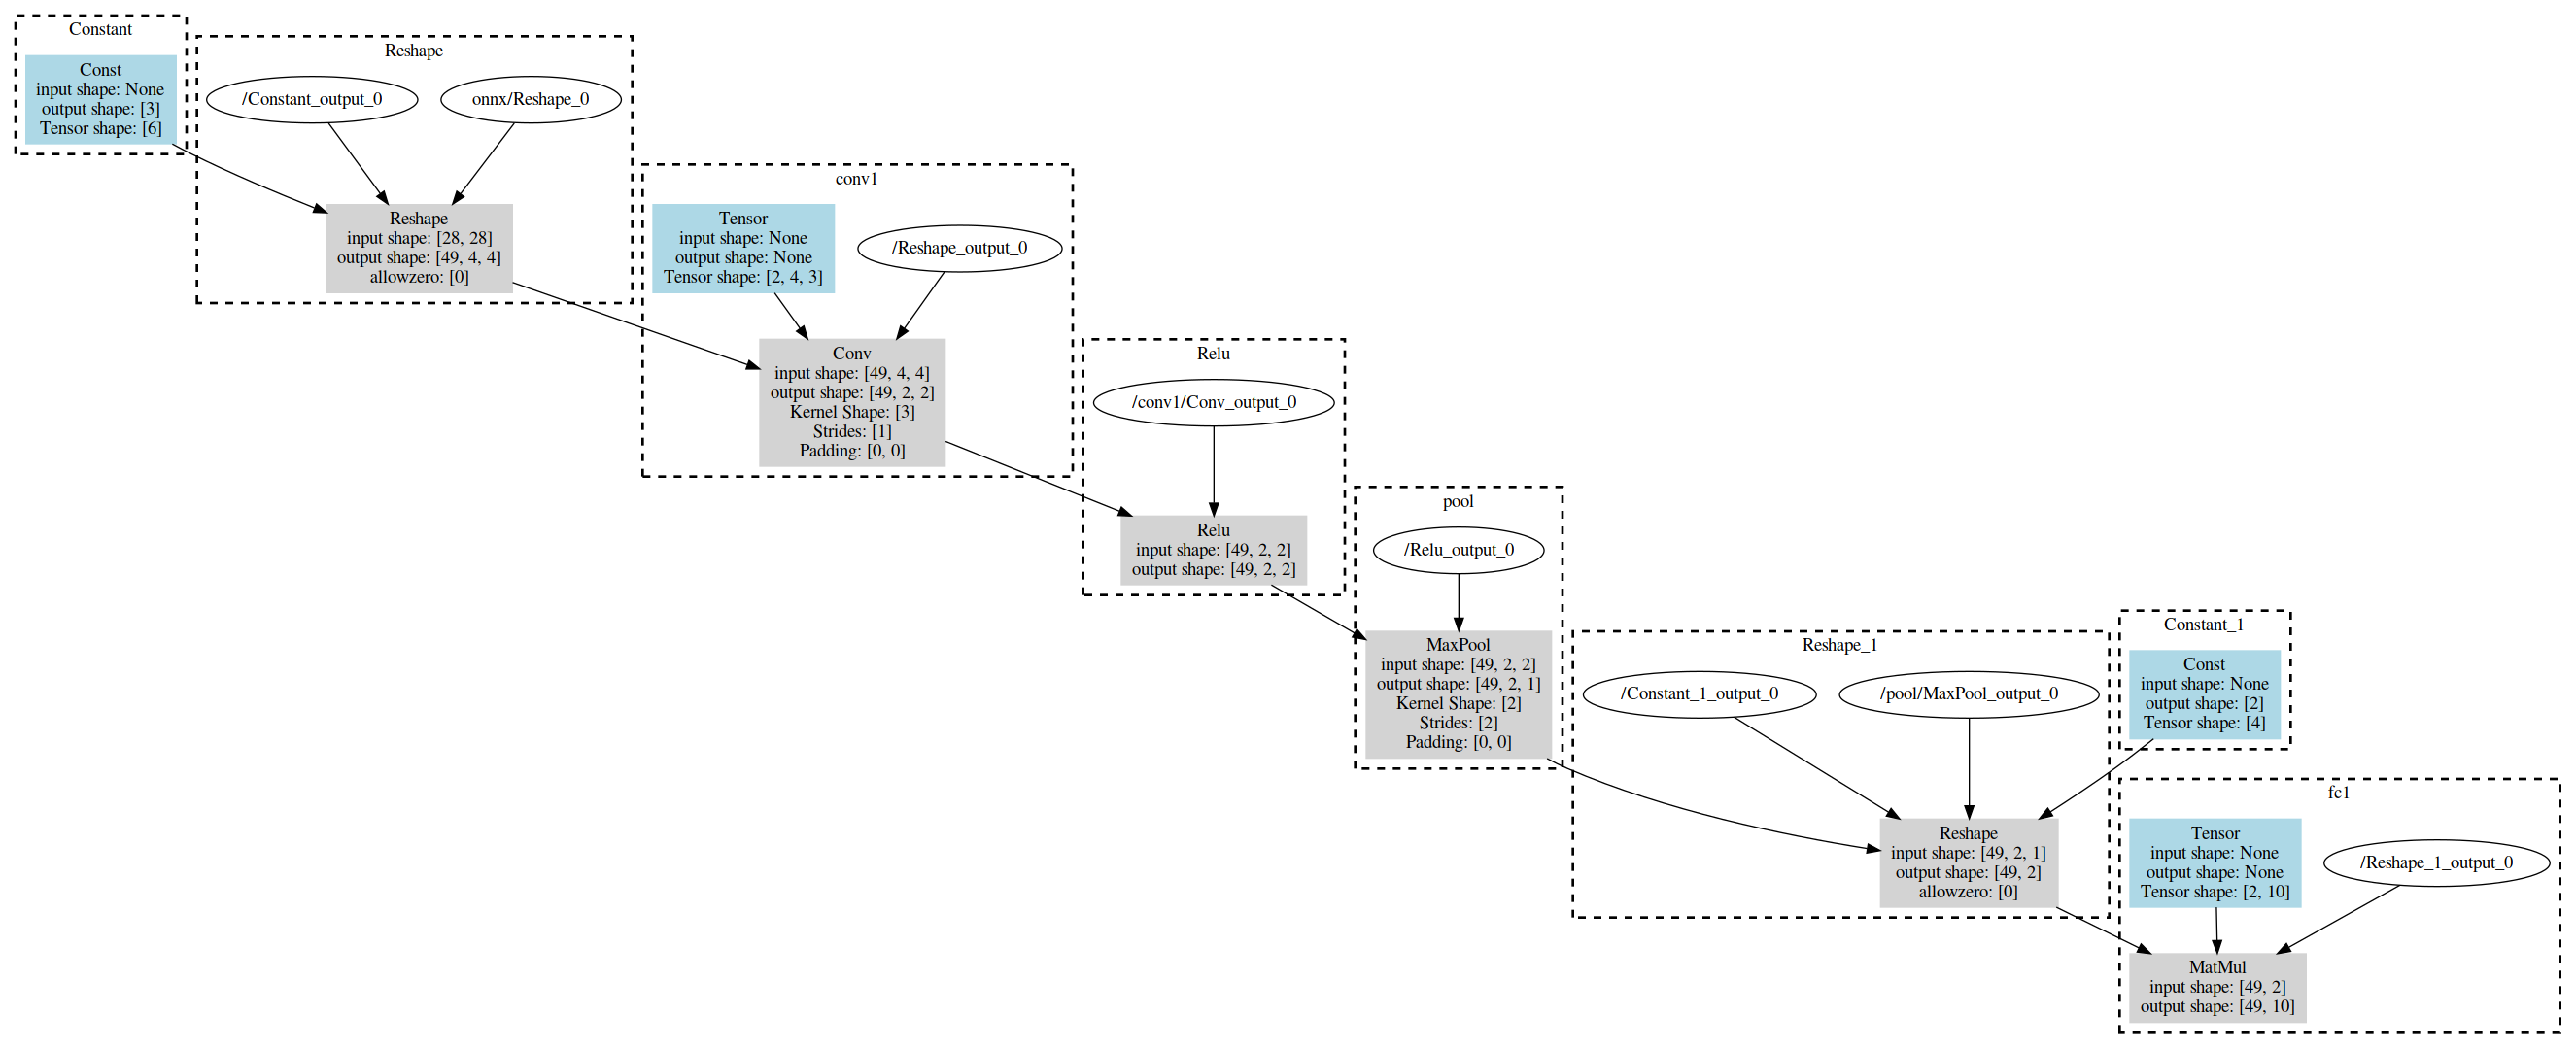 Constant
Const
input shape: None
output shape: [3]
Tensor shape: [6]
Reshape
/Constant_output_0
onnx/Reshape_0
Reshape
input shape: [28, 28]
output shape: [49, 4, 4]
allowzero: [0]
conv1
Tensor
input shape: None
output shape: None
Tensor shape: [2, 4, 3]
/Reshape_output_0
Conv
input shape: [49, 4, 4]
output shape: [49, 2, 2]
Kernel Shape: [3]
Strides: [1]
Padding: [0, 0]
Relu
/conv1/Conv_output_0
Relu
input shape: [49, 2, 2]
output shape: [49, 2, 2]
pool
/Relu_output_0
MaxPool
input shape: [49, 2, 2]
output shape: [49, 2, 1]
Kernel Shape: [2]
Strides: [2]
Padding: [0, 0]
Reshape_1
/Constant_1_output_0
/pool/MaxPool_output_0
Reshape
input shape: [49, 2, 1]
output shape: [49, 2]
allowzero: [0]
Constant_1
Const
input shape: None
output shape: [2]
Tensor shape: [4]
fc1
Tensor
input shape: None
output shape: None
Tensor shape: [2, 10]
/Reshape_1_output_0
MatMul
input shape: [49, 2]
output shape: [49, 10]